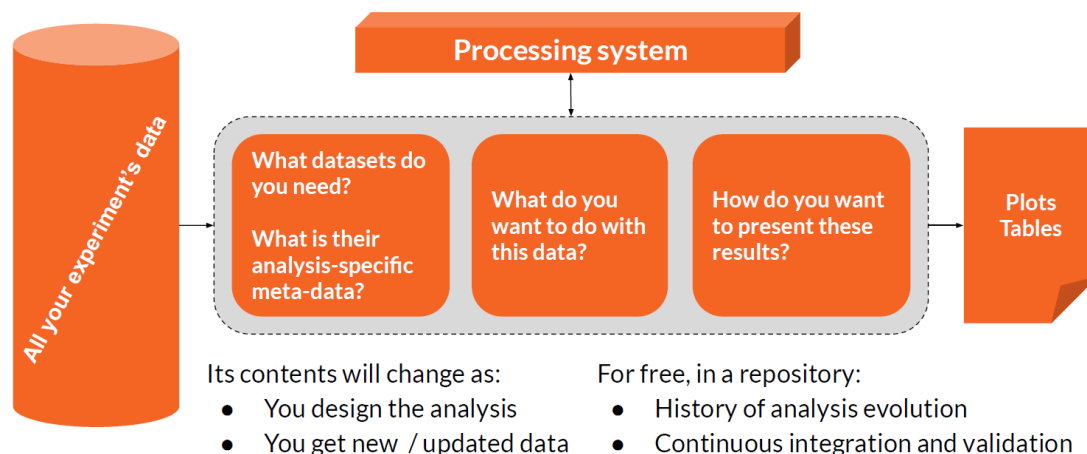 Processing system
All your experiment's data
What datasets do
you need?
What is their
analysis-specific
meta-data?
What do you
want to do with
this data?
How do you want
to present these
results?
Plots
Tables
Its contents will change as:
● You design the analysis
● You get new / updated data
For free, in a repository:
● History of analysis evolution
● Continuous integration and validation